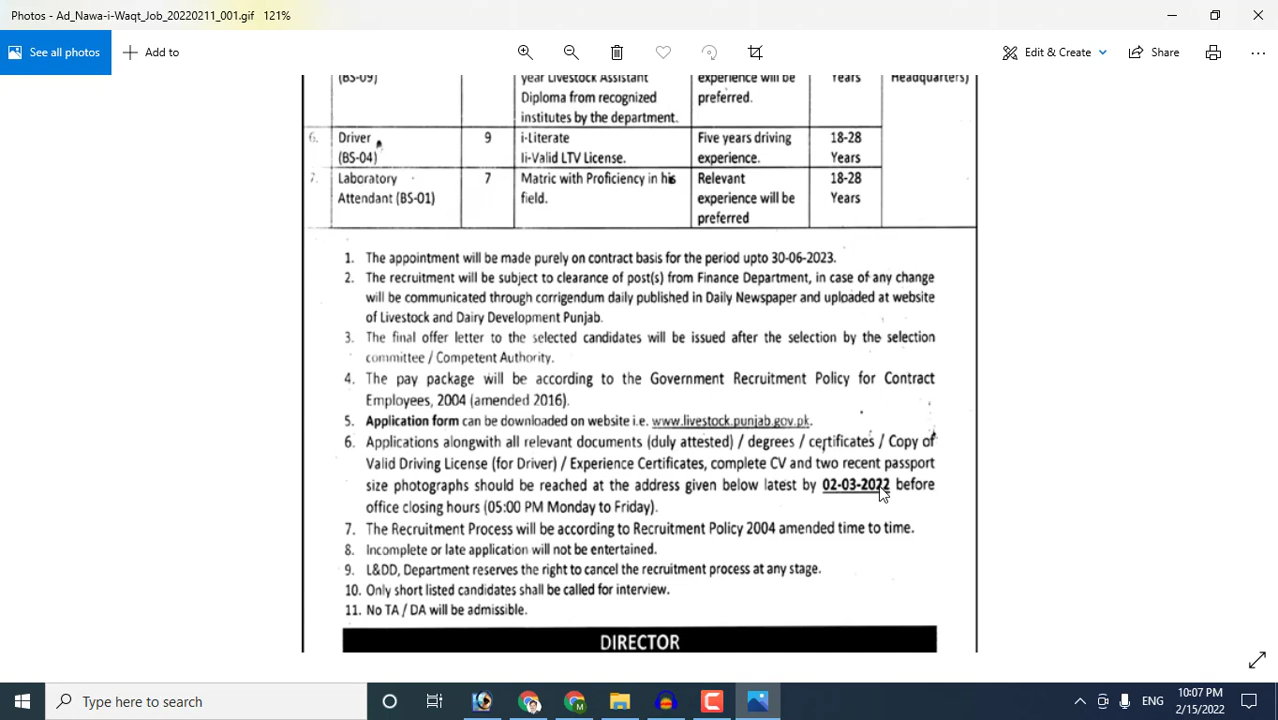 Photos - Ad_Nawa-i-Waqt_Job_20220211_001.gif 121%
See all photos
Add to
Edit & Create
Share
(BS-09) year Livestock Assistant experience will be Years Headquarters)
Diploma from recognized preferred.
institutes by the department.
6. Driver 9 i-Literate Five years driving 18-28
(BS-04) Ii-Valid LTV License. experience. Years
7. Laboratory 7 Matric with Proficiency in his Relevant 18-28
Attendant (BS-01) field. experience will be Years
preferred
1. The appointment will be made purely on contract basis for the period upto 30-06-2023.
2. The recruitment will be subject to clearance of post(s) from Finance Department, in case of any change
will be communicated through corrigendum daily published in Daily Newspaper and uploaded at website
of Livestock and Dairy Development Punjab.
3. The final offer letter to the selected candidates will be issued after the selection by the selection
committee / Competent Authority.
4. The pay package will be according to the Government Recruitment Policy for Contract
Employees, 2004 (amended 2016).
5. Application form can be downloaded on website i.e. www.livestock.punjab.gov.pk.
6. Applications alongwith all relevant documents (duly attested) / degrees / certificates / Copy of
Valid Driving License (for Driver) / Experience Certificates, complete CV and two recent passport
size photographs should be reached at the address given below latest by 02-03-2022 before
office closing hours (05:00 PM Monday to Friday).
7. The Recruitment Process will be according to Recruitment Policy 2004 amended time to time.
8. Incomplete or late application will not be entertained.
9. L&DD, Department reserves the right to cancel the recruitment process at any stage.
10. Only short listed candidates shall be called for interview.
11. No TA / DA will be admissible.
DIRECTOR
Type here to search
ENG
10:07 PM
2/15/2022